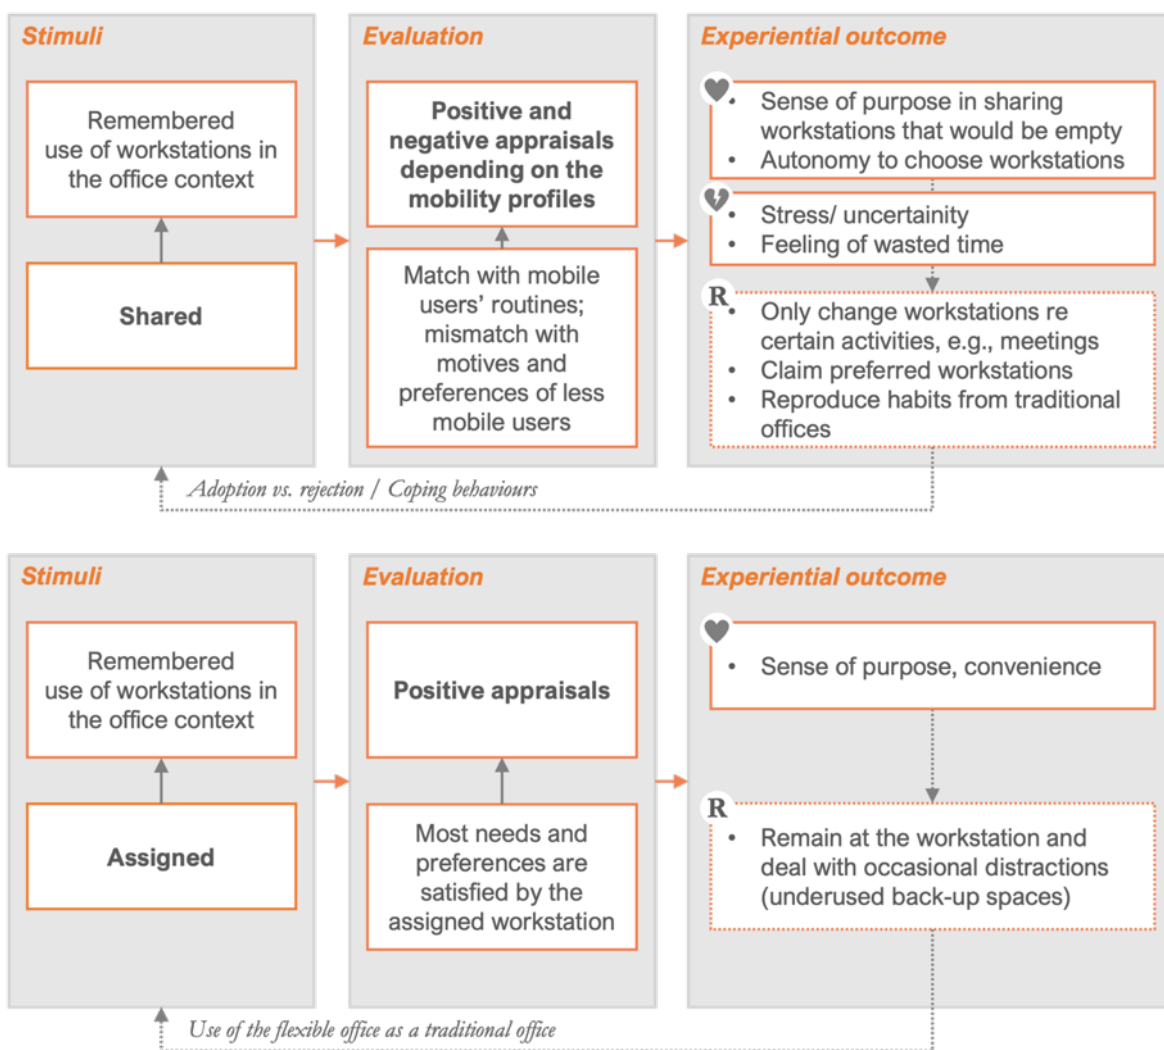 Stimuli
Remembered
use of workstations in
the office context
Shared
Evaluation
Positive and
negative appraisals
depending on the
mobility profiles
Match with mobile
users’ routines;
mismatch with
motives and
preferences of less
mobile users
Experiential outcome
• Sense of purpose in sharing
workstations that would be empty
• Autonomy to choose workstations
• Stress/ uncertainity
• Feeling of wasted time
R
• Only change workstations re
certain activities, e.g., meetings
• Claim preferred workstations
• Reproduce habits from traditional
offices
Adoption vs. rejection / Coping behaviours
Stimuli
Remembered
use of workstations in
the office context
Assigned
Evaluation
Positive appraisals
Most needs and
preferences are
satisfied by the
assigned workstation
Experiential outcome
• Sense of purpose, convenience
R
• Remain at the workstation and
deal with occasional distractions
(underused back-up spaces)
Use of the flexible office as a traditional office